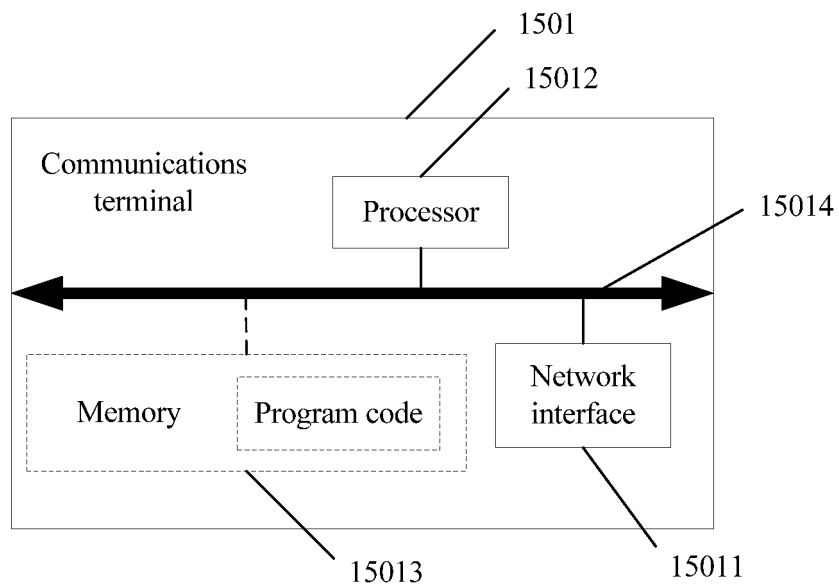 1501
15012
Communications
terminal
Processor
15014
Memory
Program code
Network
interface
15013
15011